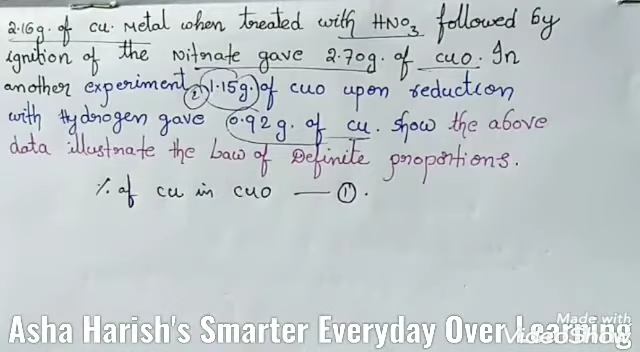 2.16g. of cu. Metal when treated with HNO3 followed by
ignition of the Nitrate gave 2.70g. of cuo. In
another experiment ② 1.15g. of cuo upon reduction
with Hydrogen gave 0.92g. of cu. show the above
data illustrate the Law of Definite proportions.
% of cu in cuo — ①.
Made with
VideoShow
Asha Harish's Smarter Everyday Over Learning